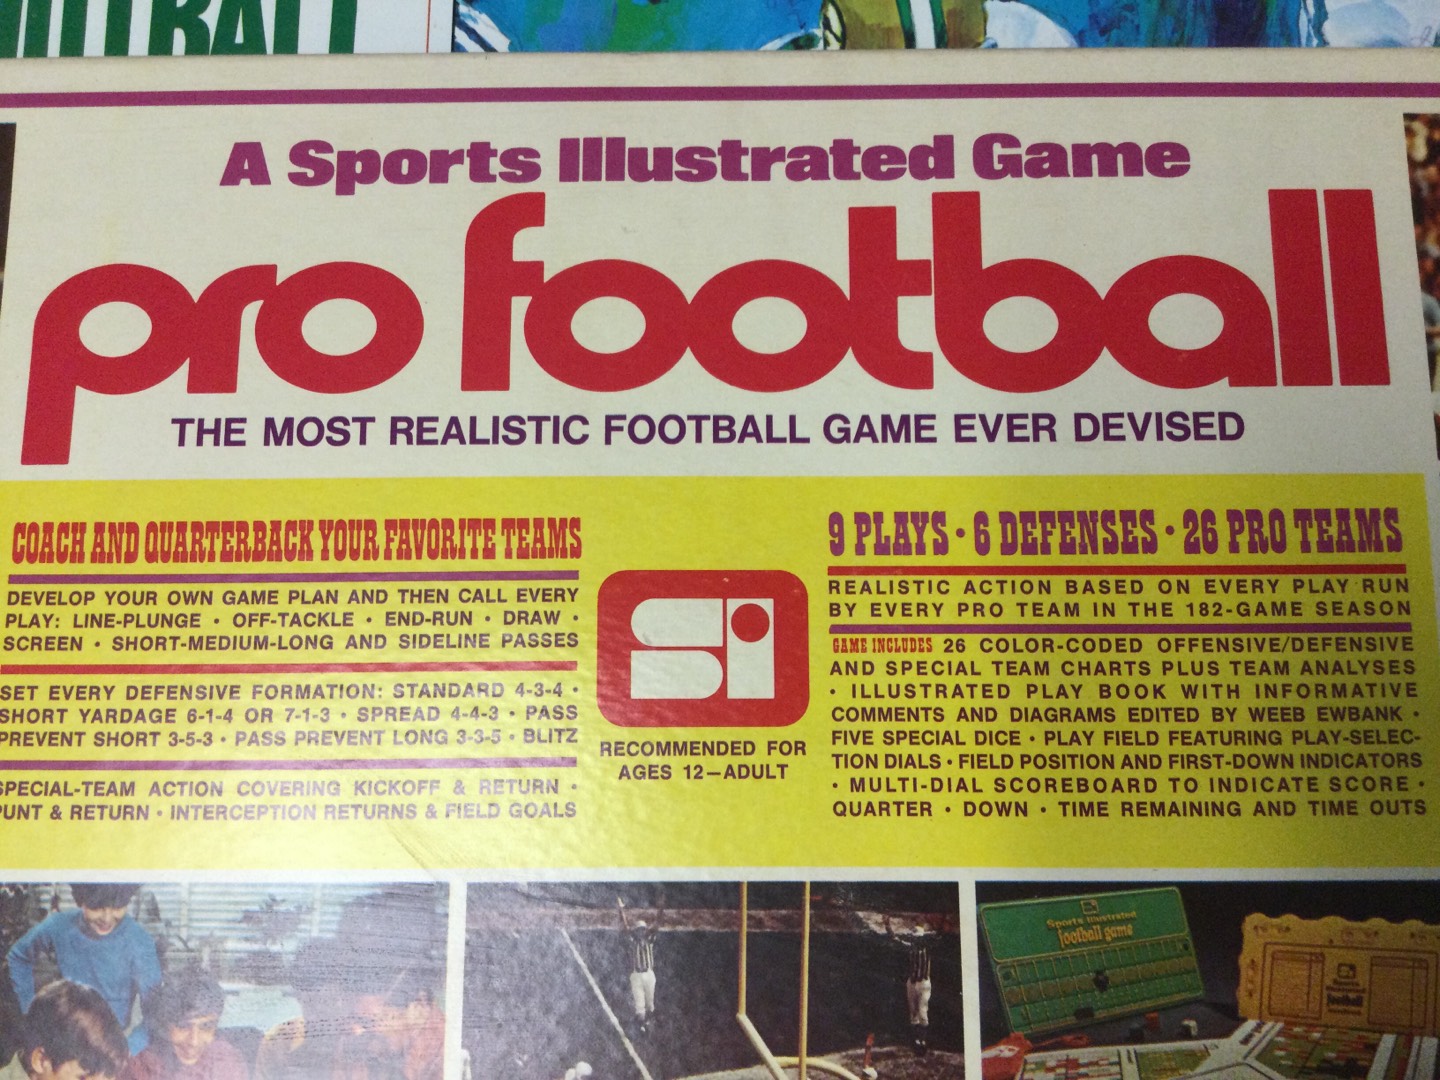 A Sports Illustrated Game
pro football
THE MOST REALISTIC FOOTBALL GAME EVER DEVISED
COACH AND QUARTERBACK YOUR FAVORITE TEAMS
DEVELOP YOUR OWN GAME PLAN AND THEN CALL EVERY
PLAY: LINE-PLUNGE • OFF-TACKLE • END-RUN • DRAW •
SCREEN • SHORT-MEDIUM-LONG AND SIDELINE PASSES
SET EVERY DEFENSIVE FORMATION: STANDARD 4-3-4 •
SHORT YARDAGE 6-1-4 OR 7-1-3 • SPREAD 4-4-3 • PASS
PREVENT SHORT 3-5-3 • PASS PREVENT LONG 3-3-5 • BLITZ
SPECIAL-TEAM ACTION COVERING KICKOFF & RETURN •
PUNT & RETURN • INTERCEPTION RETURNS & FIELD GOALS
SI
RECOMMENDED FOR
AGES 12—ADULT
9 PLAYS • 6 DEFENSES • 26 PRO TEAMS
REALISTIC ACTION BASED ON EVERY PLAY RUN
BY EVERY PRO TEAM IN THE 182-GAME SEASON
GAME INCLUDES 26 COLOR-CODED OFFENSIVE/DEFENSIVE
AND SPECIAL TEAM CHARTS PLUS TEAM ANALYSES
• ILLUSTRATED PLAY BOOK WITH INFORMATIVE
COMMENTS AND DIAGRAMS EDITED BY WEEB EWBANK •
FIVE SPECIAL DICE • PLAY FIELD FEATURING PLAY-SELEC-
TION DIALS • FIELD POSITION AND FIRST-DOWN INDICATORS
• MULTI-DIAL SCOREBOARD TO INDICATE SCORE •
QUARTER • DOWN • TIME REMAINING AND TIME OUTS
Sports Illustrated
football game
football